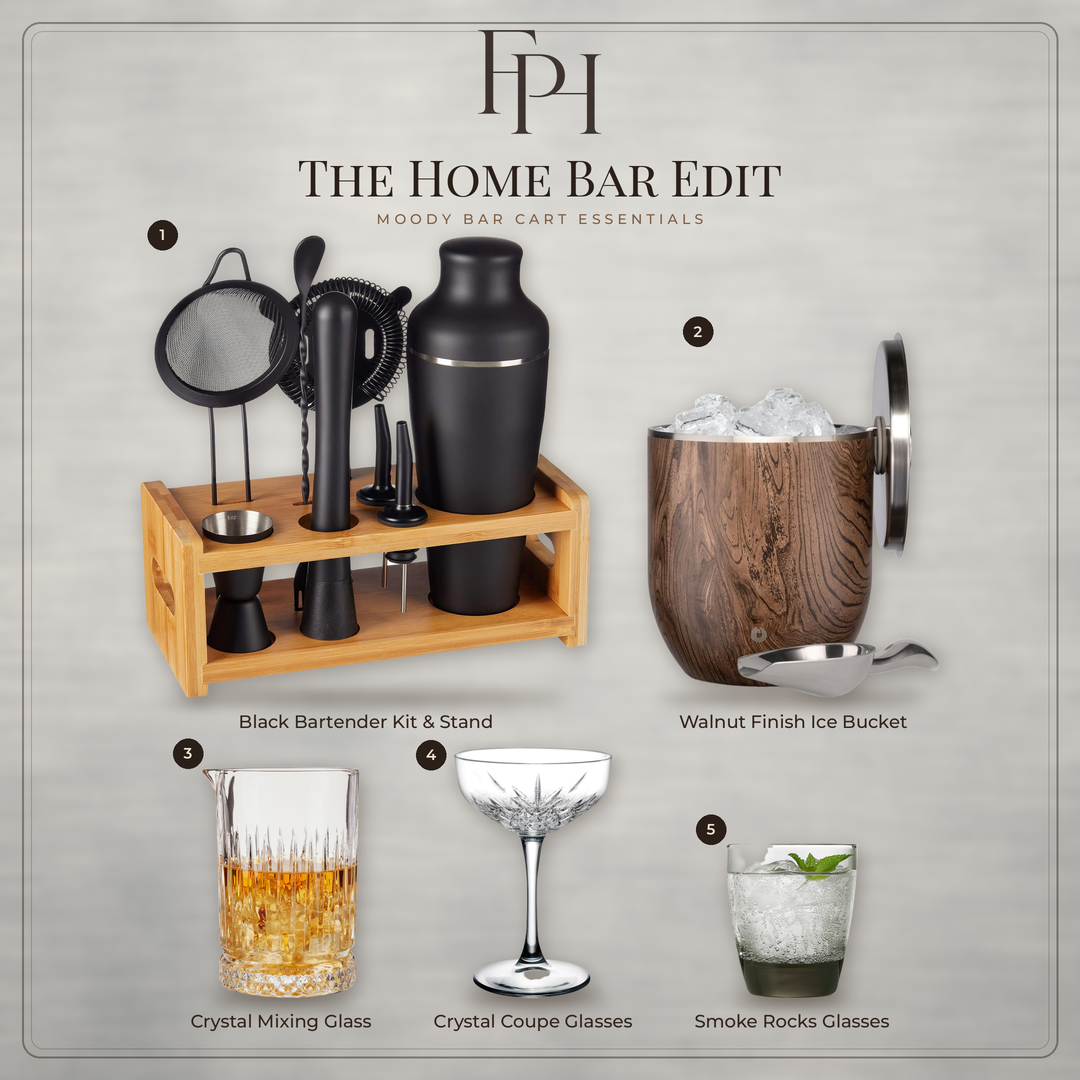 FPH
THE HOME BAR EDIT
MOODY BAR CART ESSENTIALS
1
2
Black Bartender Kit & Stand
Walnut Finish Ice Bucket
3
4
5
Crystal Mixing Glass
Crystal Coupe Glasses
Smoke Rocks Glasses